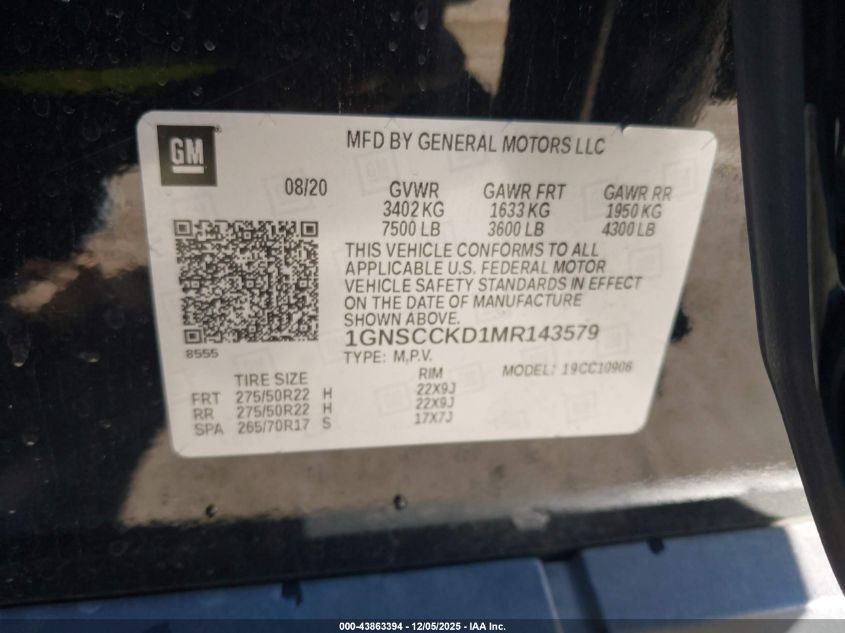 GM
MFD BY GENERAL MOTORS LLC
08/20
GVWR GAWR FRT GAWR RR
3402 KG 1633 KG 1950 KG
7500 LB 3600 LB 4300 LB
THIS VEHICLE CONFORMS TO ALL
APPLICABLE U.S. FEDERAL MOTOR
VEHICLE SAFETY STANDARDS IN EFFECT
ON THE DATE OF MANUFACTURE
SHOWN ABOVE.
1GNSCCKD1MR143579
8555
TYPE: M.P.V.
MODEL: 19CC10906
TIRE SIZE RIM
FRT 275/50R22 H 22X9J
RR 275/50R22 H 22X9J
SPA 265/70R17 S 17X7J
000-43863394 - 12/05/2025 - IAA Inc.